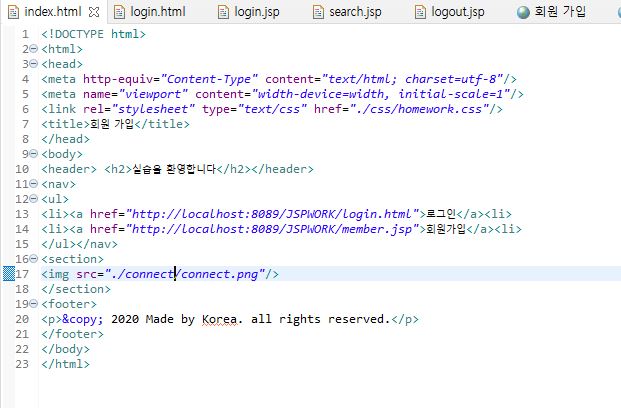 index.html login.html login.jsp search.jsp logout.jsp 회원 가입
1 <!DOCTYPE html>
2 <html>
3 <head>
4 <meta http-equiv="Content-Type" content="text/html; charset=utf-8"/>
5 <meta name="viewport" content="width-device=width, initial-scale=1"/>
6 <link rel="stylesheet" type="text/css" href="./css/homework.css"/>
7 <title>회원 가입</title>
8 </head>
9 <body>
10 <header> <h2>실습을 환영합니다</h2></header>
11 <nav>
12 <ul>
13 <li><a href="http://localhost:8089/JSPWORK/login.html">로그인</a><li>
14 <li><a href="http://localhost:8089/JSPWORK/member.jsp">회원가입</a><li>
15 </ul></nav>
16 <section>
17 <img src="./connect/connect.png"/>
18 </section>
19 <footer>
20 <p>&copy; 2020 Made by Korea. all rights reserved.</p>
21 </footer>
22 </body>
23 </html>